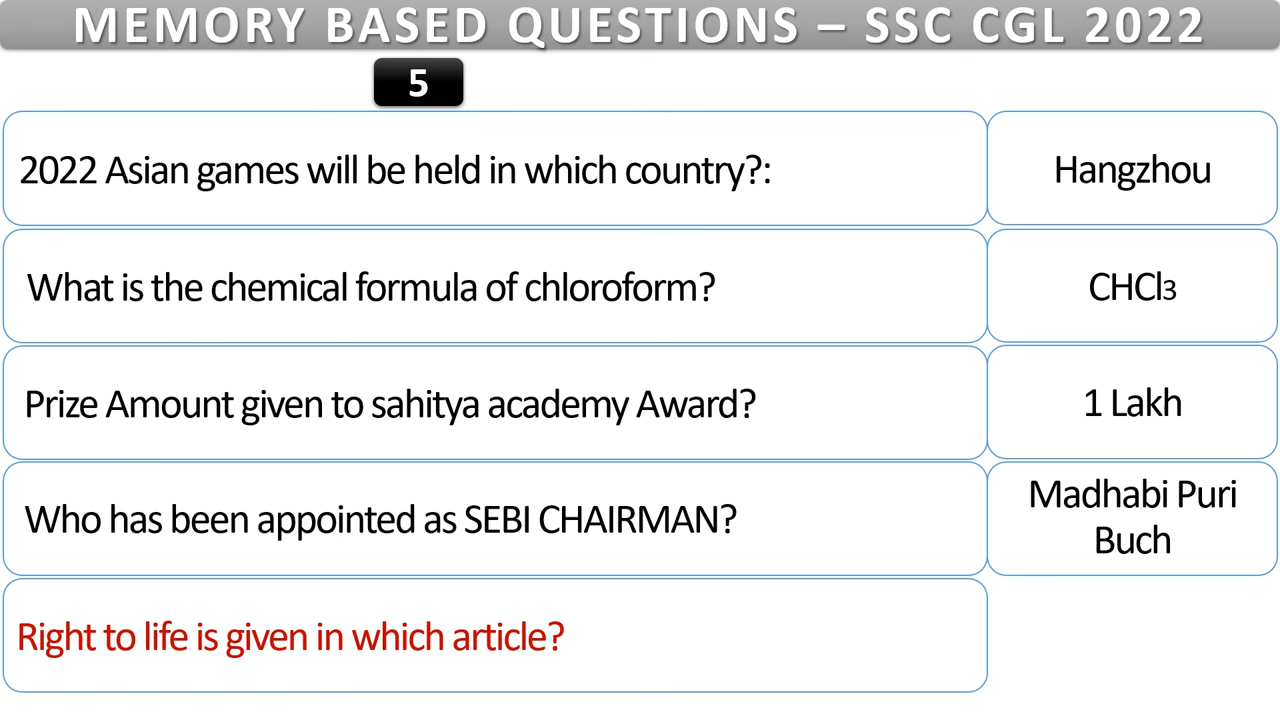 MEMORY BASED QUESTIONS – SSC CGL 2022
5
2022 Asian games will be held in which country?:
Hangzhou
What is the chemical formula of chloroform?
CHCl3
Prize Amount given to sahitya academy Award?
1 Lakh
Who has been appointed as SEBI CHAIRMAN?
Madhabi Puri
Buch
Right to life is given in which article?